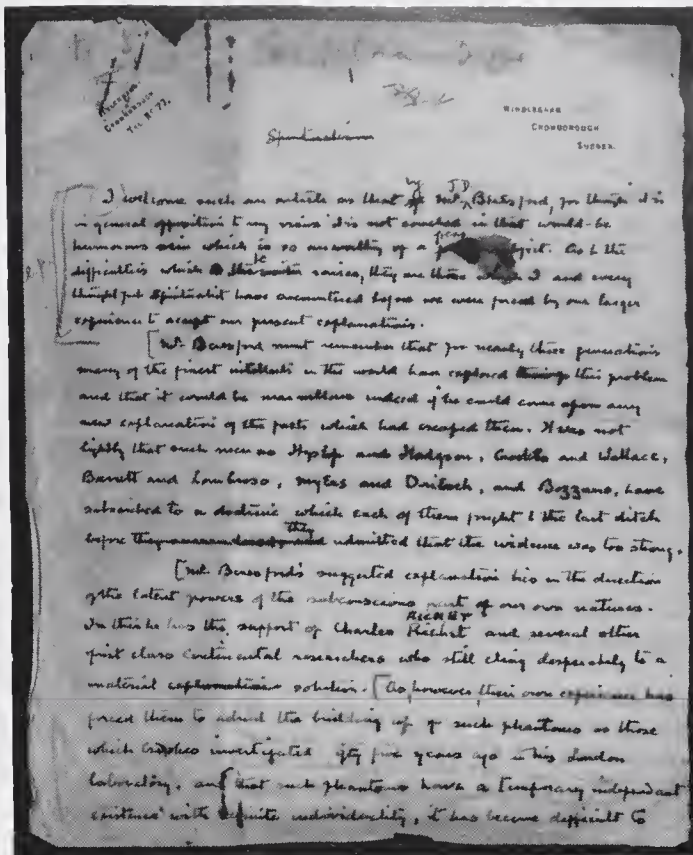 WINDLESHAM
CROWBOROUGH
SUSSEX.
WINDLESHAM,
CROWBOROUGH
TEL. No 77.
Spiritualism
by J.D.
I welcome such an article as that of Mr. Beresford, for though it is
in general opposition to my views it is not couched in that would-be
humorous vein which is so unworthy of a great subject. As to the
difficulties which he raises, they are those which I and every
thoughtful Spiritualist have encountered before we were forced by our larger
experience to accept our present explanations.
[Mr. Beresford must remember that for nearly three generations
many of the finest intellects in the world have explored this problem
and that it would be marvellous indeed if he could come upon any
new explanation of the facts which had escaped them. It was not
lightly that such men as Hyslop and Hodgson, Crookes and Wallace,
Barrett and Lombroso, Myers and Driesch, and Bozzano, have
subscribed to a doctrine which each of them fought to the last ditch
before they admitted that the evidence was too strong.
[Mr. Beresford's suggested explanation lies in the direction
of the latent powers of the subconscious part of our own natures.
RICHET
In this he has the support of Charles Richet and several other
first class continental researchers who still cling desperately to a
material explanation solution. [As, however, their own experience has
forced them to admit the building up of such phantoms as those
which Crookes investigated fifty five years ago in his London
laboratory, and that such phantoms have a temporary independent
existence with definite individuality, it has become difficult to